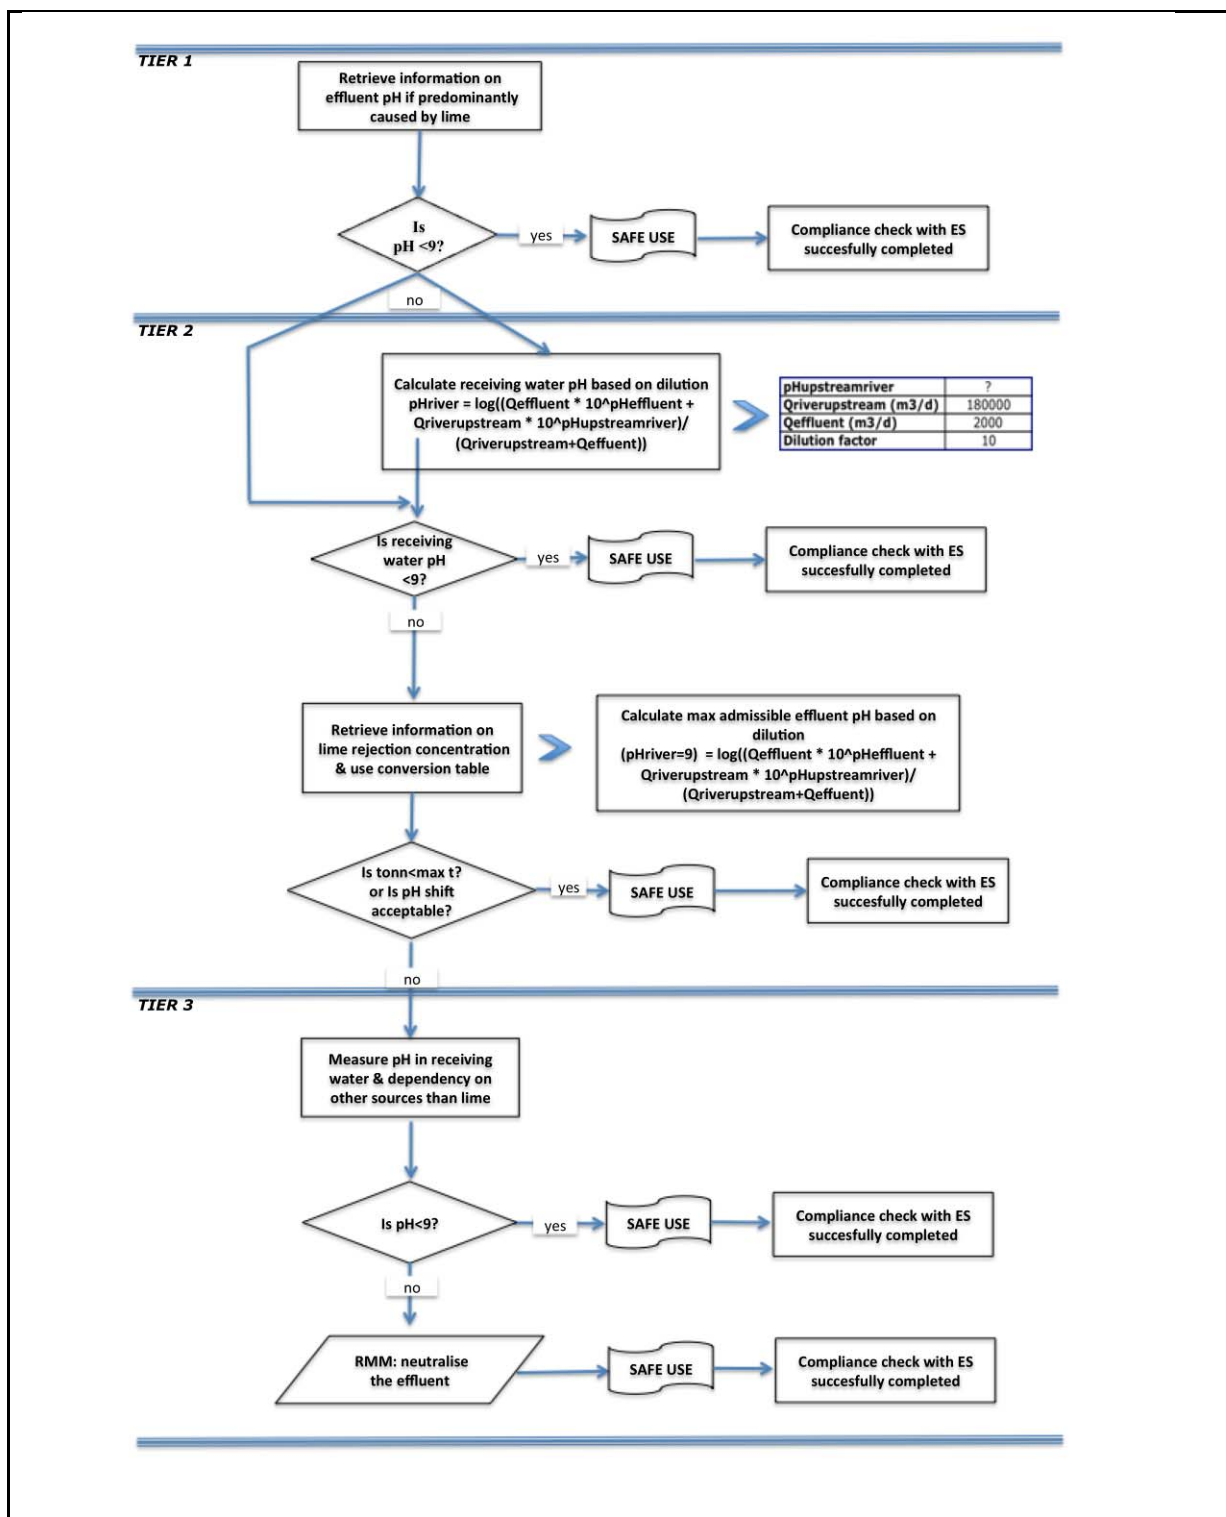 TIER 1
Retrieve information on
effluent pH if predominantly
caused by lime
Is
pH <9?
yes
SAFE USE
Compliance check with ES
succesfully completed
no
TIER 2
Calculate receiving water pH based on dilution
pHriver = log((Qeffluent * 10^pHeffluent +
Qriverupstream * 10^pHupstreamriver)/
(Qriverupstream+Qeffuent))
pHupstreamriver ?
Qriverupstream (m3/d) 180000
Qeffluent (m3/d) 2000
Dilution factor 10
Is receiving
water pH
<9?
yes
SAFE USE
Compliance check with ES
succesfully completed
no
Retrieve information on
lime rejection concentration
& use conversion table
Calculate max admissible effluent pH based on
dilution
(pHriver=9) = log((Qeffluent * 10^pHeffluent +
Qriverupstream * 10^pHupstreamriver)/
(Qriverupstream+Qeffuent))
Is tonn<max t?
or Is pH shift
acceptable?
yes
SAFE USE
Compliance check with ES
succesfully completed
no
TIER 3
Measure pH in receiving
water & dependency on
other sources than lime
Is pH<9?
yes
SAFE USE
Compliance check with ES
succesfully completed
no
RMM: neutralise
the effluent
SAFE USE
Compliance check with ES
succesfully completed